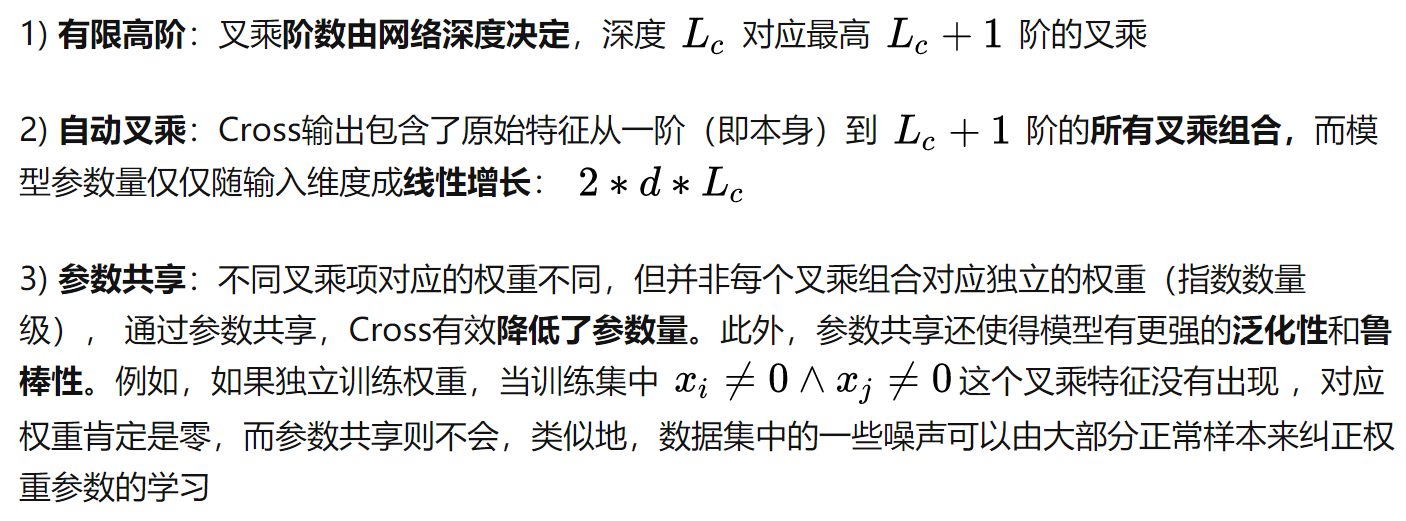 1) 有限高阶：叉乘阶数由网络深度决定，深度 L_c 对应最高 L_c + 1 阶的叉乘
2) 自动叉乘：Cross输出包含了原始特征从一阶（即本身）到 L_c + 1 阶的所有叉乘组合，而模
型参数量仅仅随输入维度成线性增长： 2 * d * L_c
3) 参数共享：不同叉乘项对应的权重不同，但并非每个叉乘组合对应独立的权重（指数数量
级）， 通过参数共享，Cross有效降低了参数量。此外，参数共享还使得模型有更强的泛化性和鲁
棒性。例如，如果独立训练权重，当训练集中 x_i ≠ 0 ∧ x_j ≠ 0 这个叉乘特征没有出现 ，对应
权重肯定是零，而参数共享则不会，类似地，数据集中的一些噪声可以由大部分正常样本来纠正权
重参数的学习